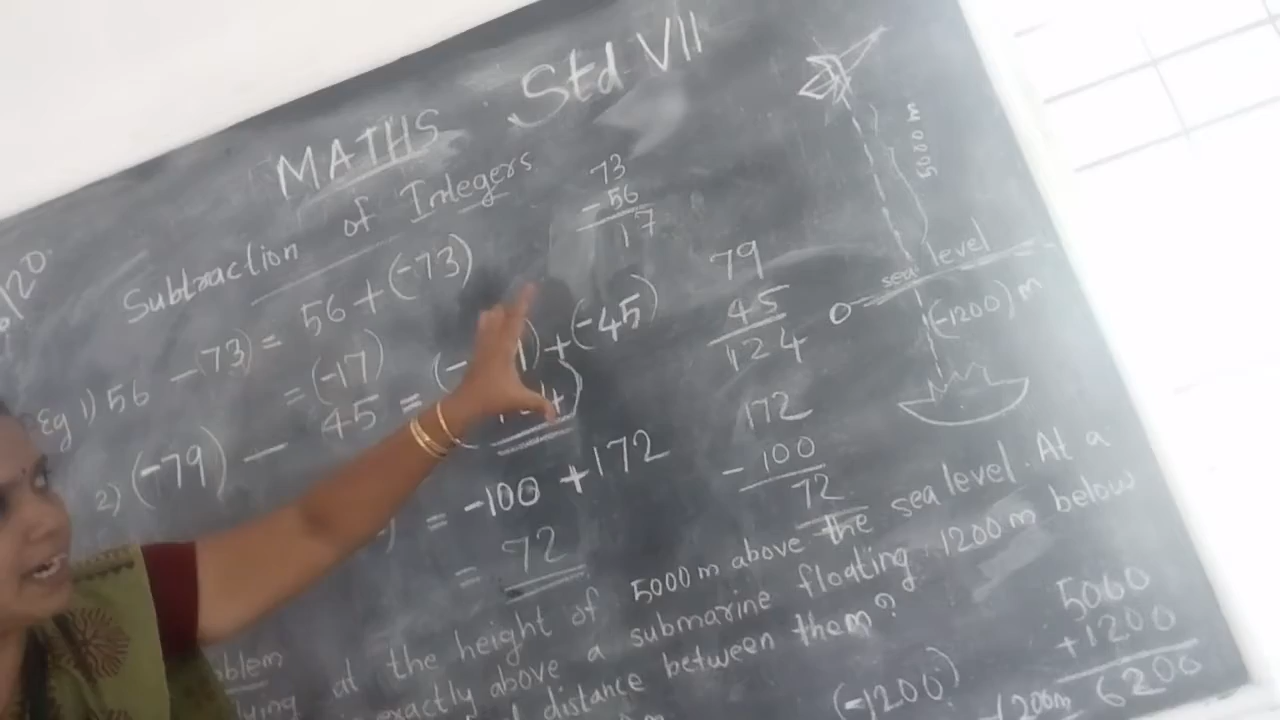 MATHS Std VII
Subtraction of Integers
Eg 1) 56 - (73) = 56 + (-73)
= (-17)
73
- 56
17
2) (-79) - 45 = (- ) + (-45)
79
45
124
= -100 + 172
= 72
172
- 100
72
5000 m
0 sea level
(-1200) m
at the height of 5000 m above the sea level. At a
exactly above a submarine floating 1200 m below
distance between them?
(-1200)
5000
+ 1200
6200